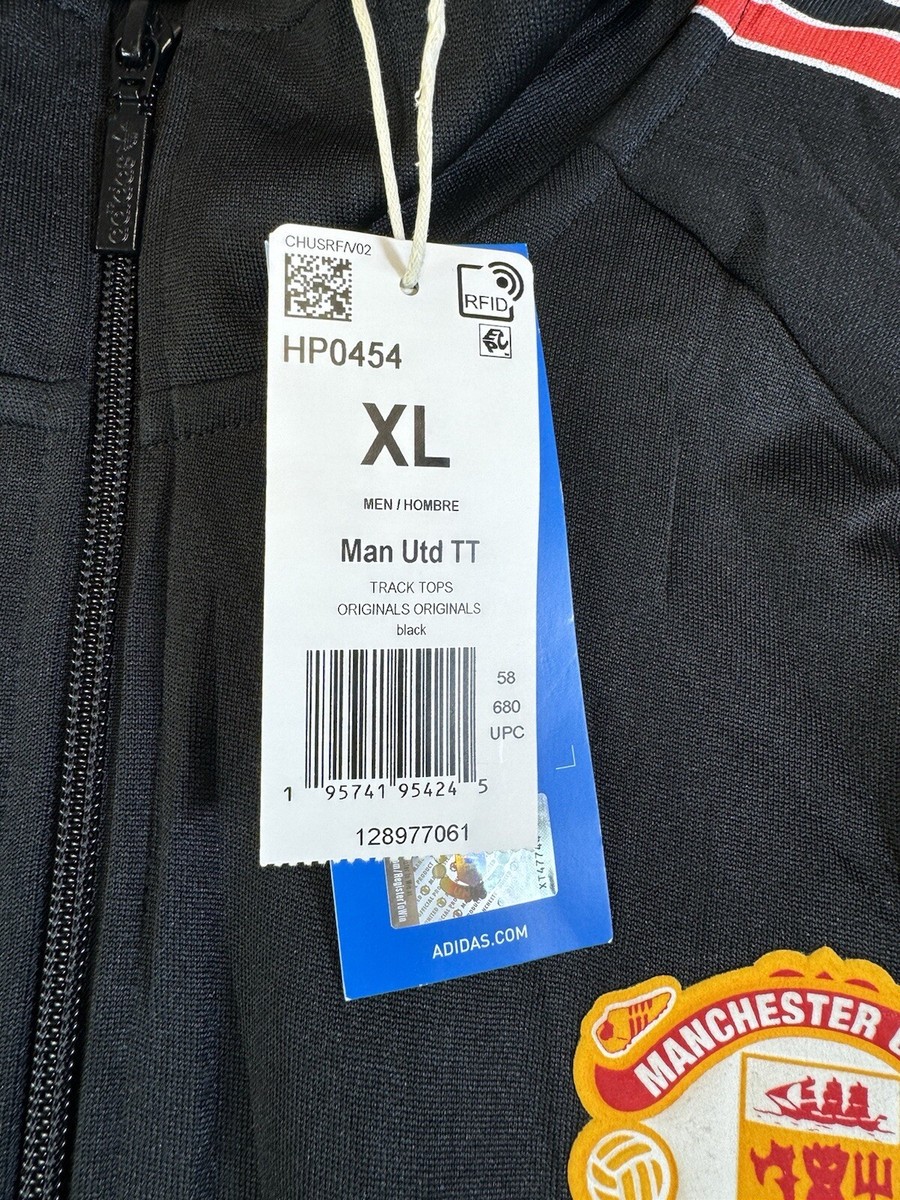 adidas
CHUSRF/V02
RFID
EPC
HP0454
XL
MEN / HOMBRE
Man Utd TT
TRACK TOPS
ORIGINALS ORIGINALS
black
58
680
UPC
1 95741 95424 5
128977061
ADIDAS.COM
MANCHESTER